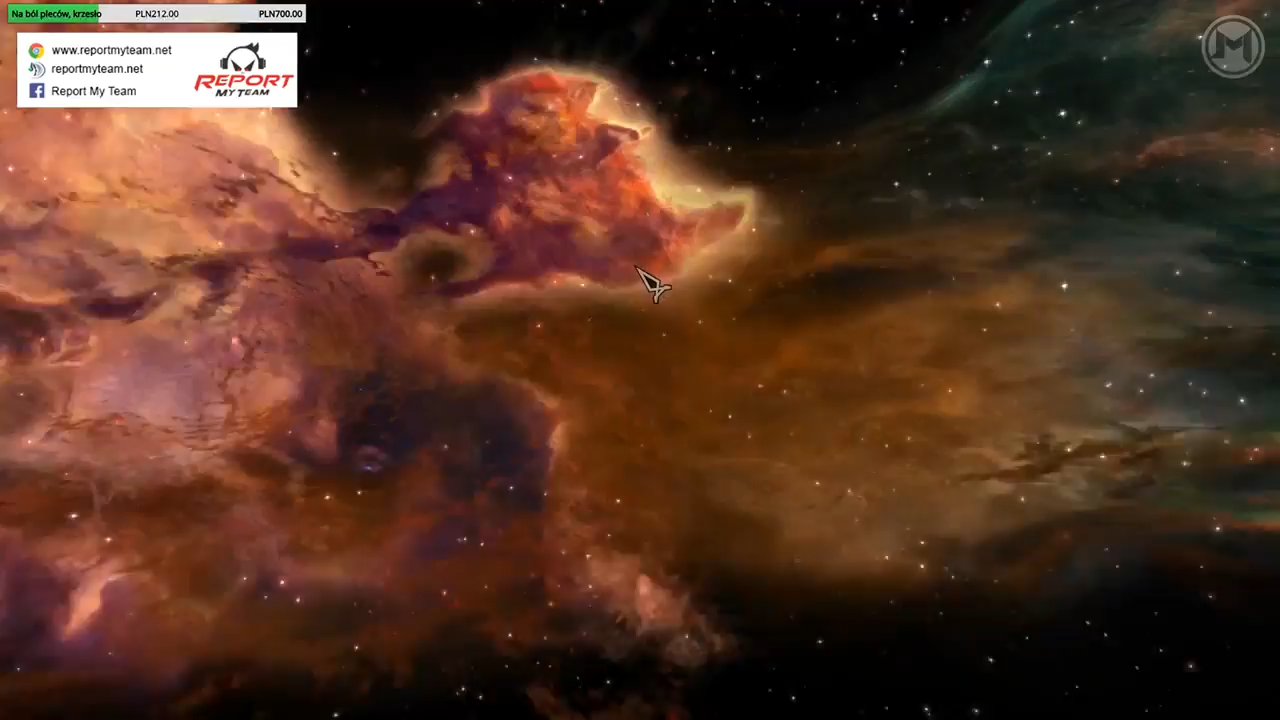 Na ból pleców, krzesło PLN212.00 PLN700.00
www.reportmyteam.net
reportmyteam.net
Report My Team
REPORT
MY TEAM
M